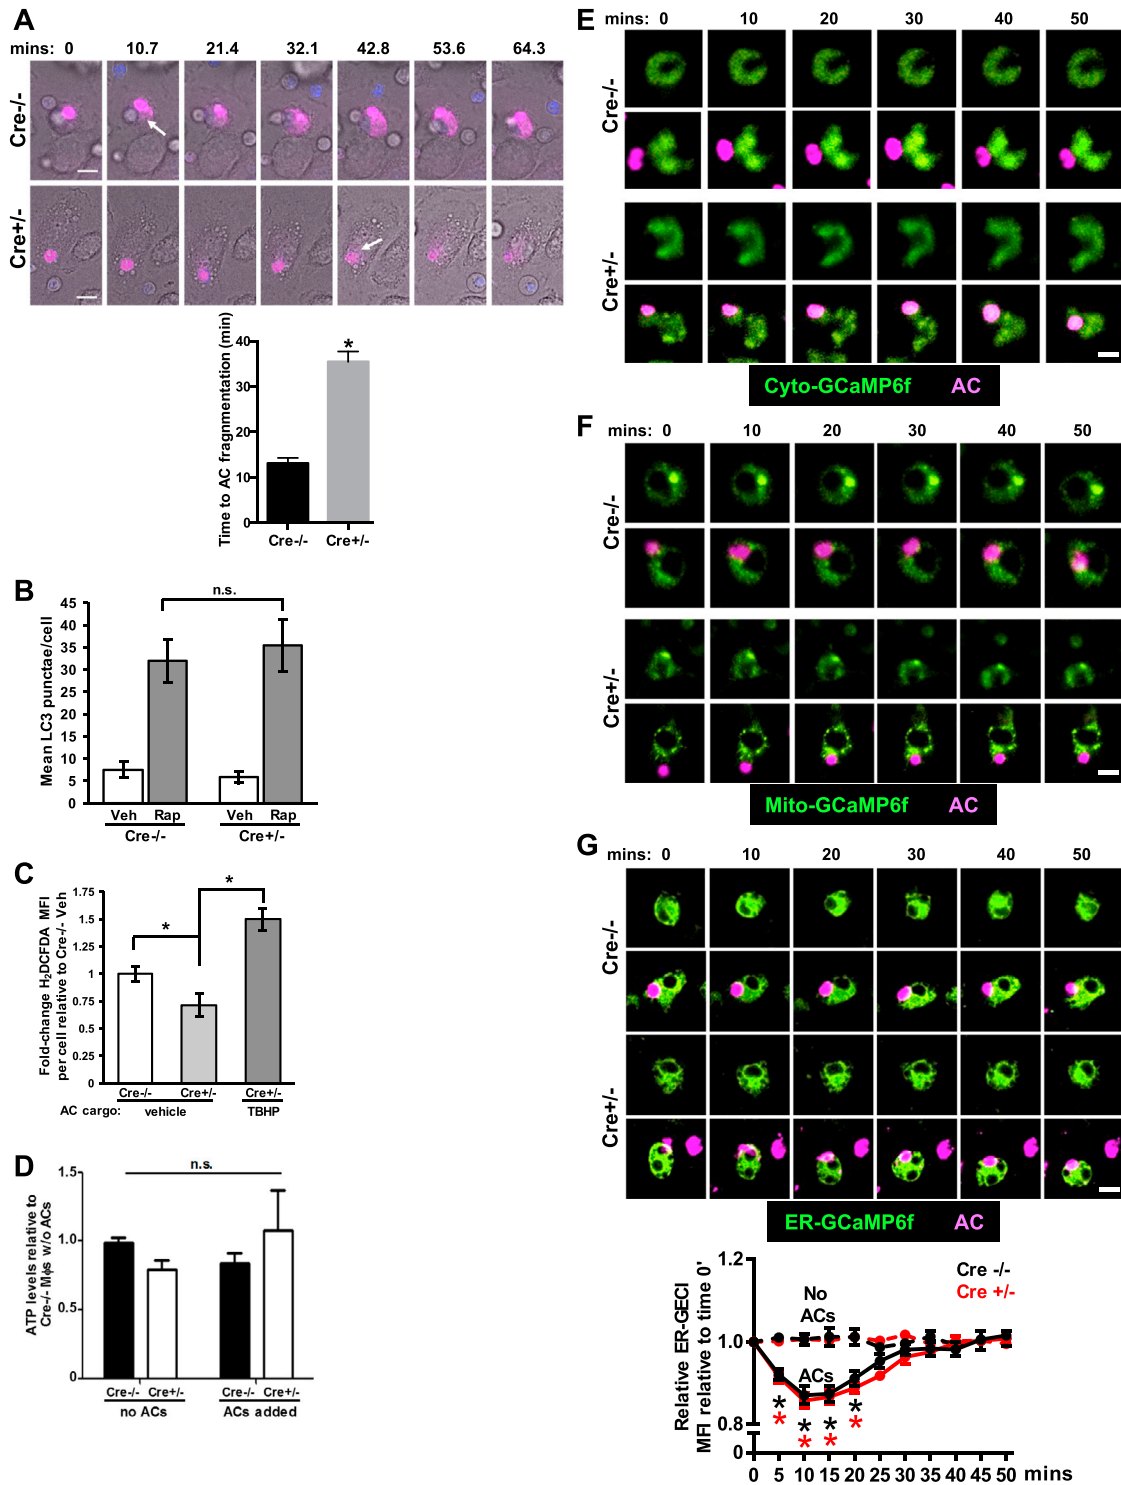 A
mins: 0 10.7 21.4 32.1 42.8 53.6 64.3
Cre-/-
Cre+/-
Time to AC fragnmentation (min)
40
30
20
10
0
*
Cre-/- Cre+/-
B
Mean LC3 punctae/cell
45
40
35
30
25
20
15
10
5
0
n.s.
Veh Rap Veh Rap
Cre-/- Cre+/-
C
Fold-change H₂DCFDA MFI
per cell relative to Cre-/- Veh
1.75
1.5
1.25
1
0.75
0.5
0.25
0
*
*
Cre-/- Cre+/- Cre+/-
AC cargo: vehicle TBHP
D
ATP levels relative to
Cre-/- Mϕs w/o ACs
1.5
1.0
0.5
0
n.s.
Cre-/- Cre+/- Cre-/- Cre+/-
no ACs ACs added
E
mins: 0 10 20 30 40 50
Cre-/-
Cre+/-
Cyto-GCaMP6f AC
F
mins: 0 10 20 30 40 50
Cre-/-
Cre+/-
Mito-GCaMP6f AC
G
mins: 0 10 20 30 40 50
Cre-/-
Cre+/-
ER-GCaMP6f AC
Relative ER-GECI
MFI relative to time 0'
1.2
1.0
0.8
0
Cre -/-
Cre +/-
No
ACs
ACs
* * * *
* * * *
0 5 10 15 20 25 30 35 40 45 50 mins